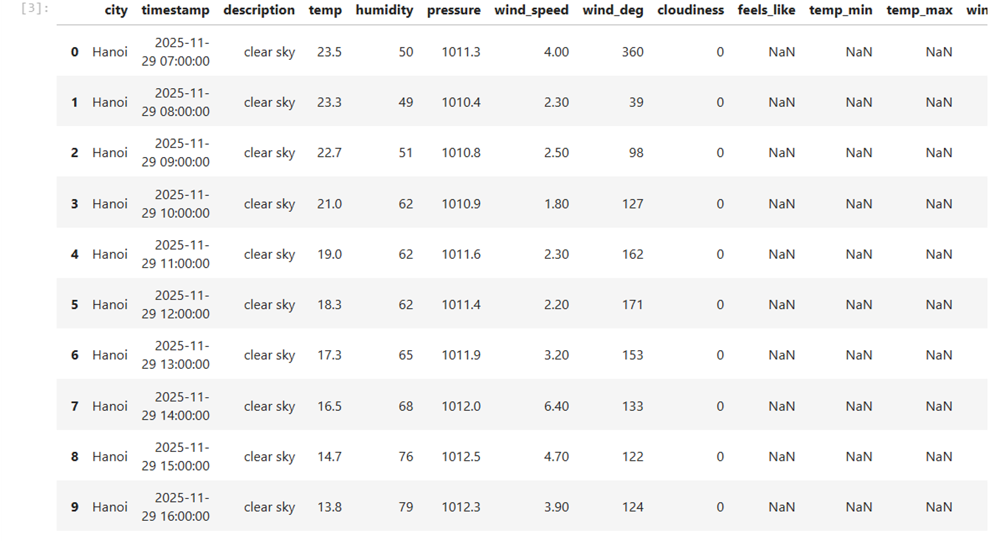 [3]:
city timestamp description temp humidity pressure wind_speed wind_deg cloudiness feels_like temp_min temp_max win
0 Hanoi 2025-11-
29 07:00:00 clear sky 23.5 50 1011.3 4.00 360 0 NaN NaN NaN
1 Hanoi 2025-11-
29 08:00:00 clear sky 23.3 49 1010.4 2.30 39 0 NaN NaN NaN
2 Hanoi 2025-11-
29 09:00:00 clear sky 22.7 51 1010.8 2.50 98 0 NaN NaN NaN
3 Hanoi 2025-11-
29 10:00:00 clear sky 21.0 62 1010.9 1.80 127 0 NaN NaN NaN
4 Hanoi 2025-11-
29 11:00:00 clear sky 19.0 62 1011.6 2.30 162 0 NaN NaN NaN
5 Hanoi 2025-11-
29 12:00:00 clear sky 18.3 62 1011.4 2.20 171 0 NaN NaN NaN
6 Hanoi 2025-11-
29 13:00:00 clear sky 17.3 65 1011.9 3.20 153 0 NaN NaN NaN
7 Hanoi 2025-11-
29 14:00:00 clear sky 16.5 68 1012.0 6.40 133 0 NaN NaN NaN
8 Hanoi 2025-11-
29 15:00:00 clear sky 14.7 76 1012.5 4.70 122 0 NaN NaN NaN
9 Hanoi 2025-11-
29 16:00:00 clear sky 13.8 79 1012.3 3.90 124 0 NaN NaN NaN